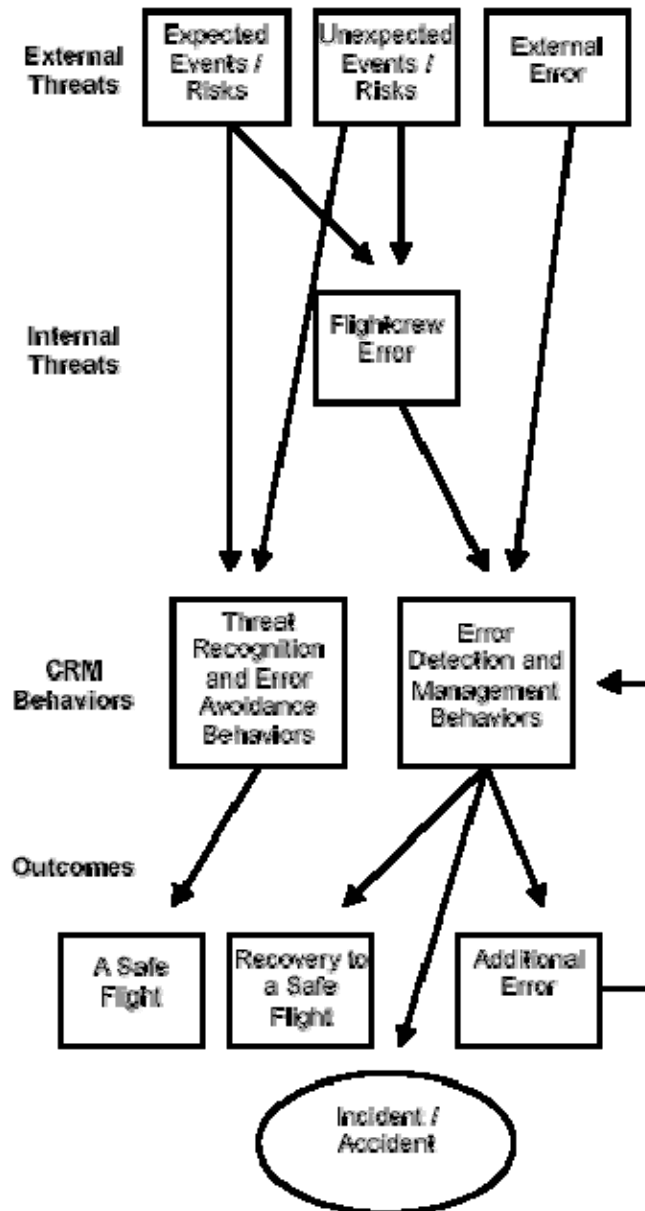 External
Threats
Expected
Events /
Risks
Unexpected
Events /
Risks
External
Error
Internal
Threats
Flightcrew
Error
CRM
Behaviors
Threat
Recognition
and Error
Avoidance
Behaviors
Error
Detection and
Management
Behaviors
Outcomes
A Safe
Flight
Recovery to
a Safe
Flight
Additional
Error
Incident /
Accident